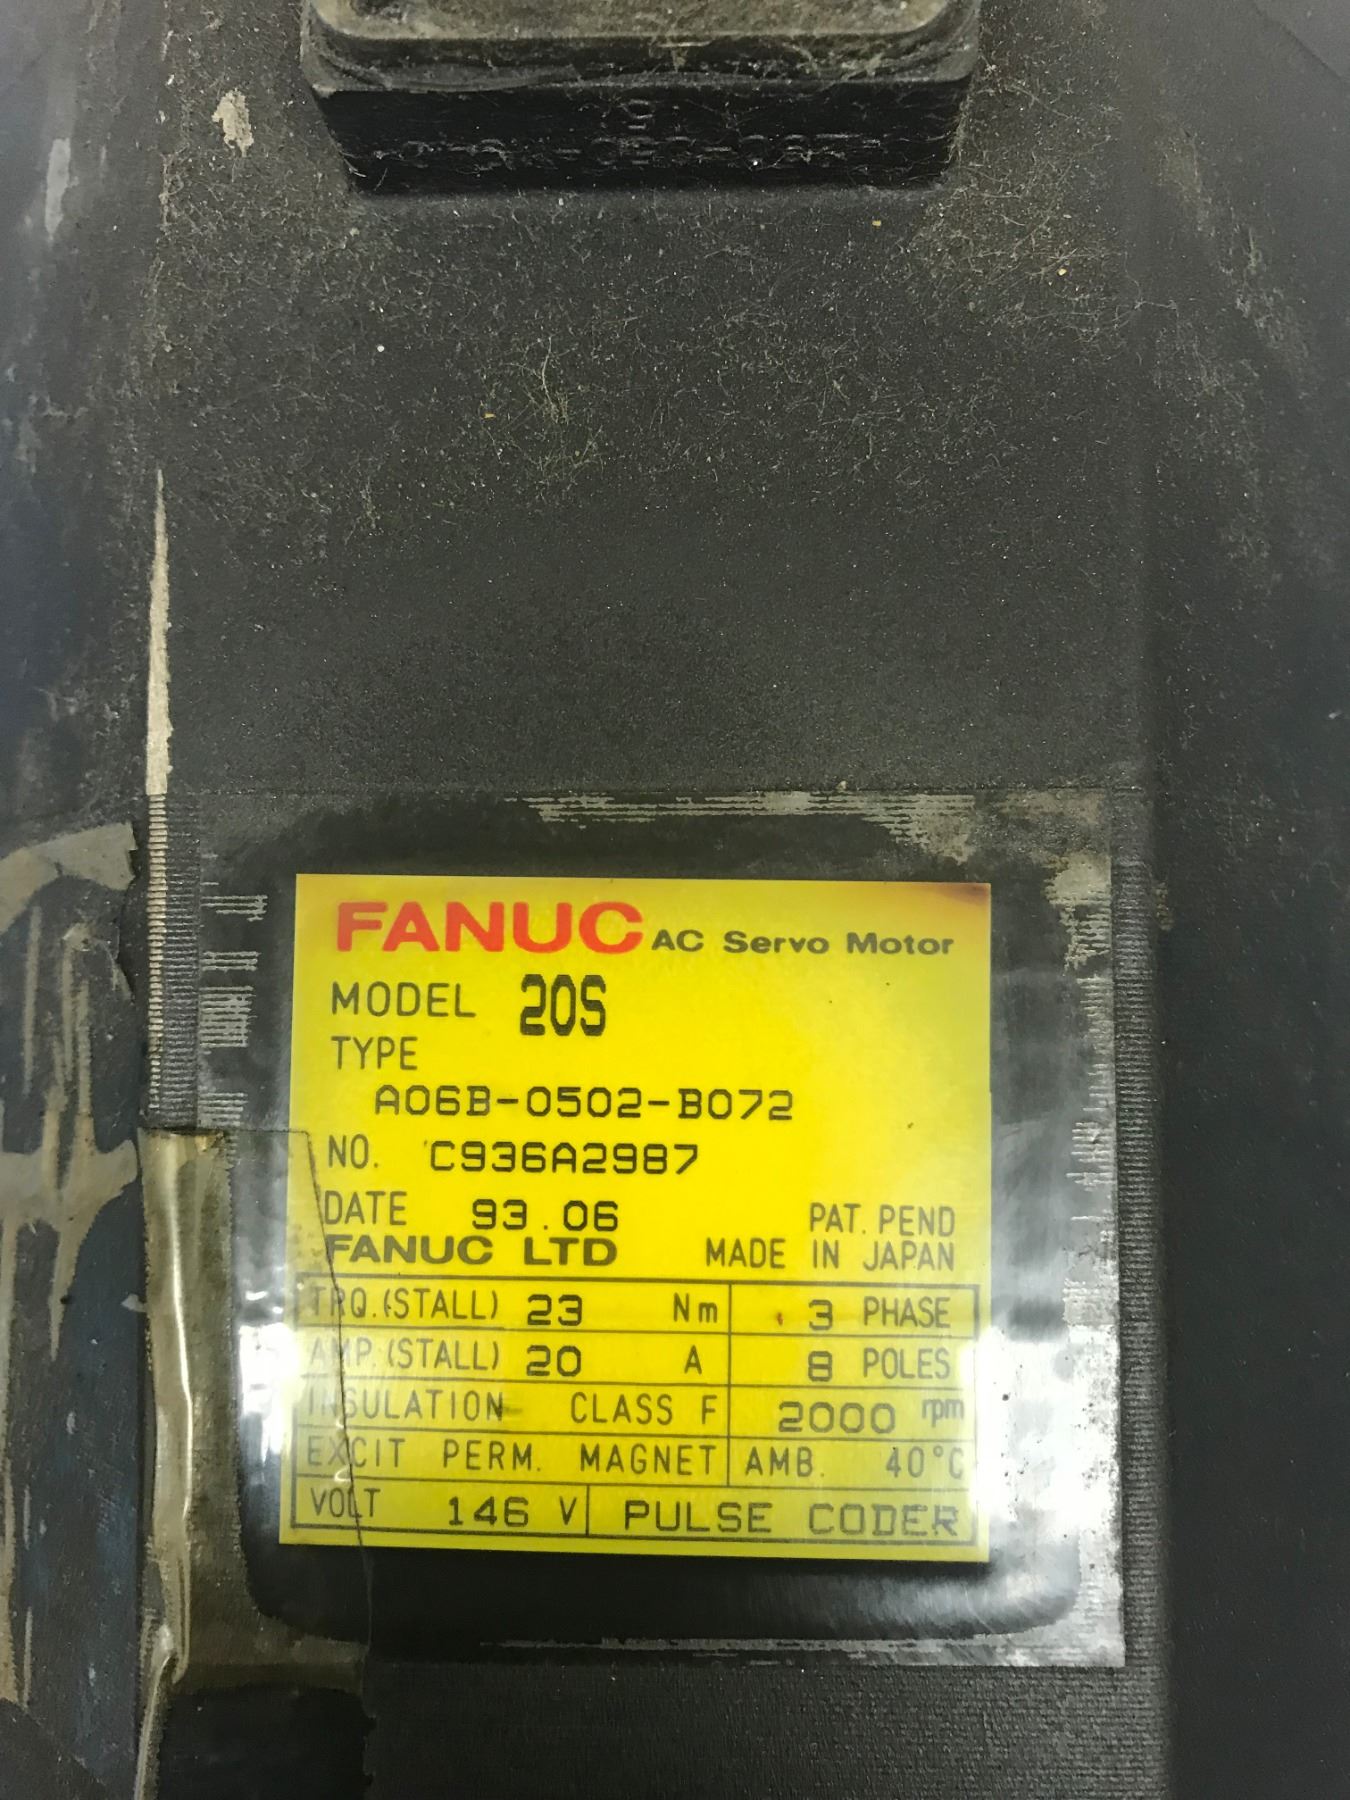 FANUC AC Servo Motor
MODEL 20S
TYPE
A06B-0502-B072
NO. C936A2987
DATE 93.06 PAT. PEND
FANUC LTD MADE IN JAPAN
TRQ.(STALL) 23 Nm 3 PHASE
AMP.(STALL) 20 A 8 POLES
INSULATION CLASS F 2000 rpm
EXCIT PERM. MAGNET AMB. 40°C
VOLT 146 V PULSE CODER